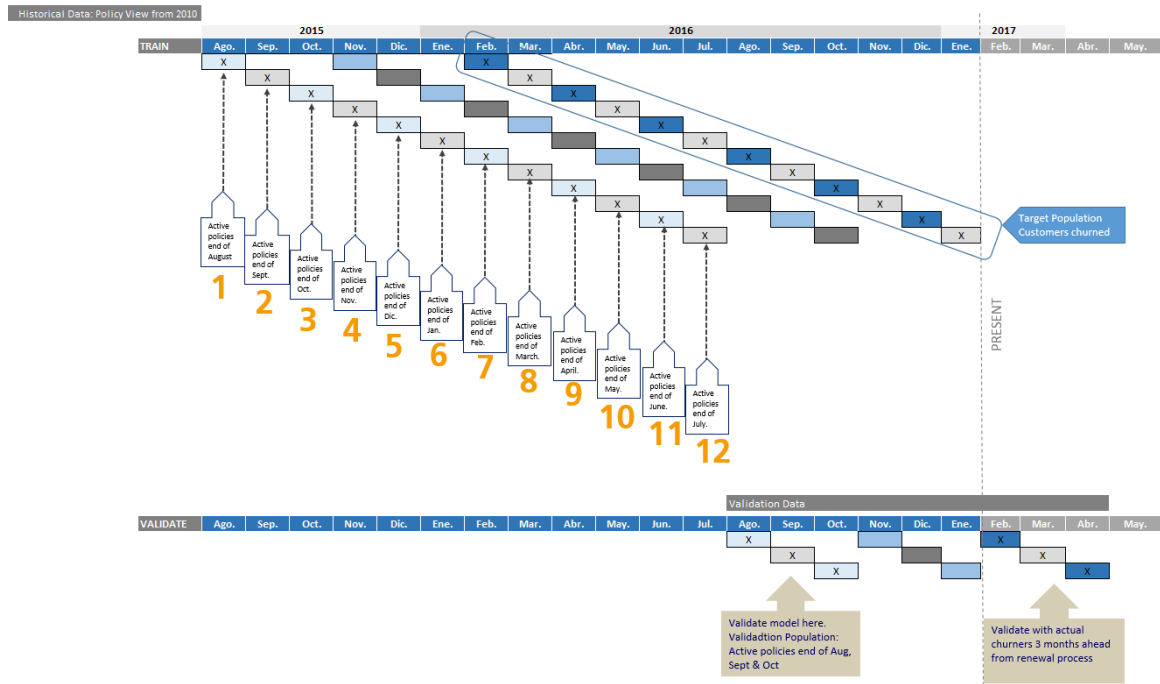 Historical Data: Policy View from 2010
2015 2016 2017
TRAIN Ago. Sep. Oct. Nov. Dic. Ene. Feb. Mar. Abr. May. Jun. Jul. Ago. Sep. Oct. Nov. Dic. Ene. Feb. Mar. Abr. May.
X X
X X
X X
X X
X X
X X
X X
X X
X X
X X
X X
X X
Target Population
Customers churned
Active
policies
end of
August
1
Active
policies
end of
Sept.
2
Active
policies
end of
Oct.
3
Active
policies
end of
Nov.
4
Active
policies
end of
Dic.
5
Active
policies
end of
Jan.
6
Active
policies
end of
Feb.
7
Active
policies
end of
March.
8
Active
policies
end of
April.
9
Active
policies
end of
May.
10
Active
policies
end of
June.
11
Active
policies
end of
July.
12
PRESENT
Validation Data
VALIDATE Ago. Sep. Oct. Nov. Dic. Ene. Feb. Mar. Abr. May. Jun. Jul. Ago. Sep. Oct. Nov. Dic. Ene. Feb. Mar. Abr. May.
X X
X X
X X
Validate model here.
Validadtion Population:
Active policies end of Aug,
Sept & Oct
Validate with actual
churners 3 months ahead
from renewal process